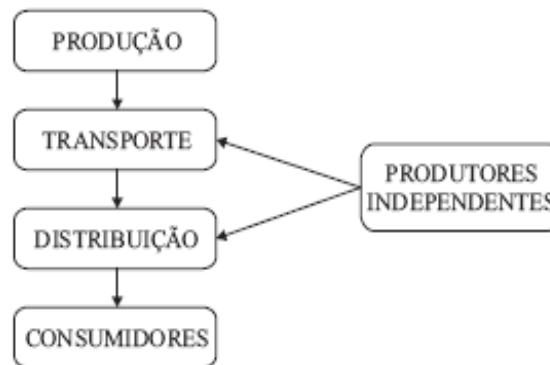 PRODUÇÃO
TRANSPORTE
PRODUTORES
INDEPENDENTES
DISTRIBUIÇÃO
CONSUMIDORES